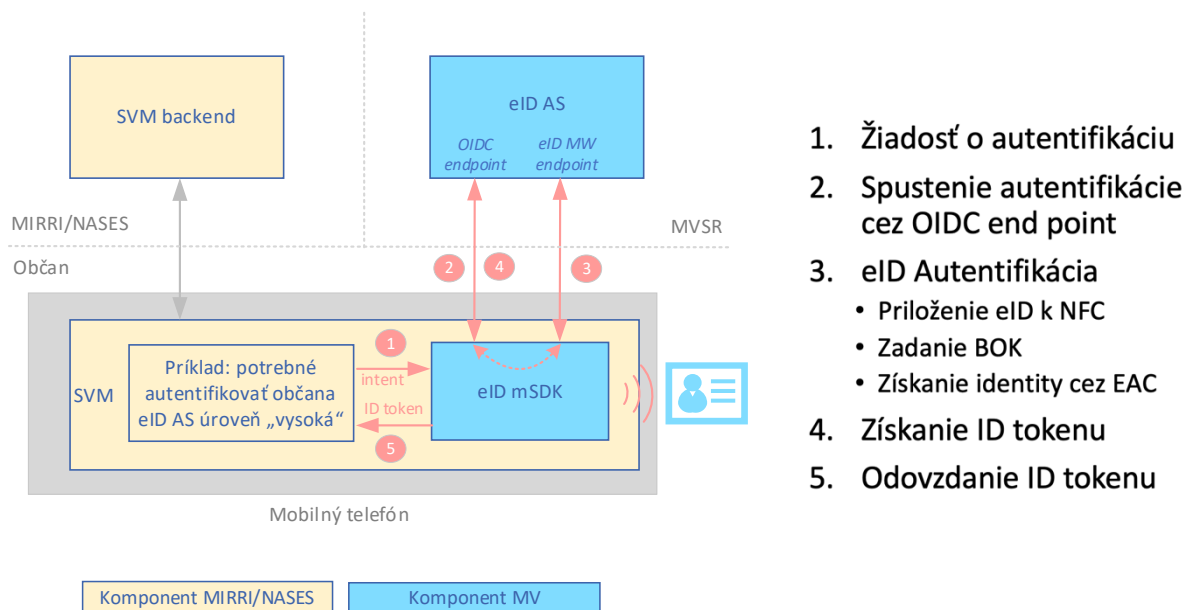 SVM backend
eID AS
OIDC
endpoint
eID MW
endpoint
MIRRI/NASES
MVSR
Občan
2
4
3
SVM
Príklad: potrebné
autentifikovať občana
eID AS úroveň „vysoká“
1
intent
ID token
5
eID mSDK
Mobilný telefón
Komponent MIRRI/NASES
Komponent MV
1. Žiadosť o autentifikáciu
2. Spustenie autentifikácie
cez OIDC end point
3. eID Autentifikácia
• Priloženie eID k NFC
• Zadanie BOK
• Získanie identity cez EAC
4. Získanie ID tokenu
5. Odovzdanie ID tokenu